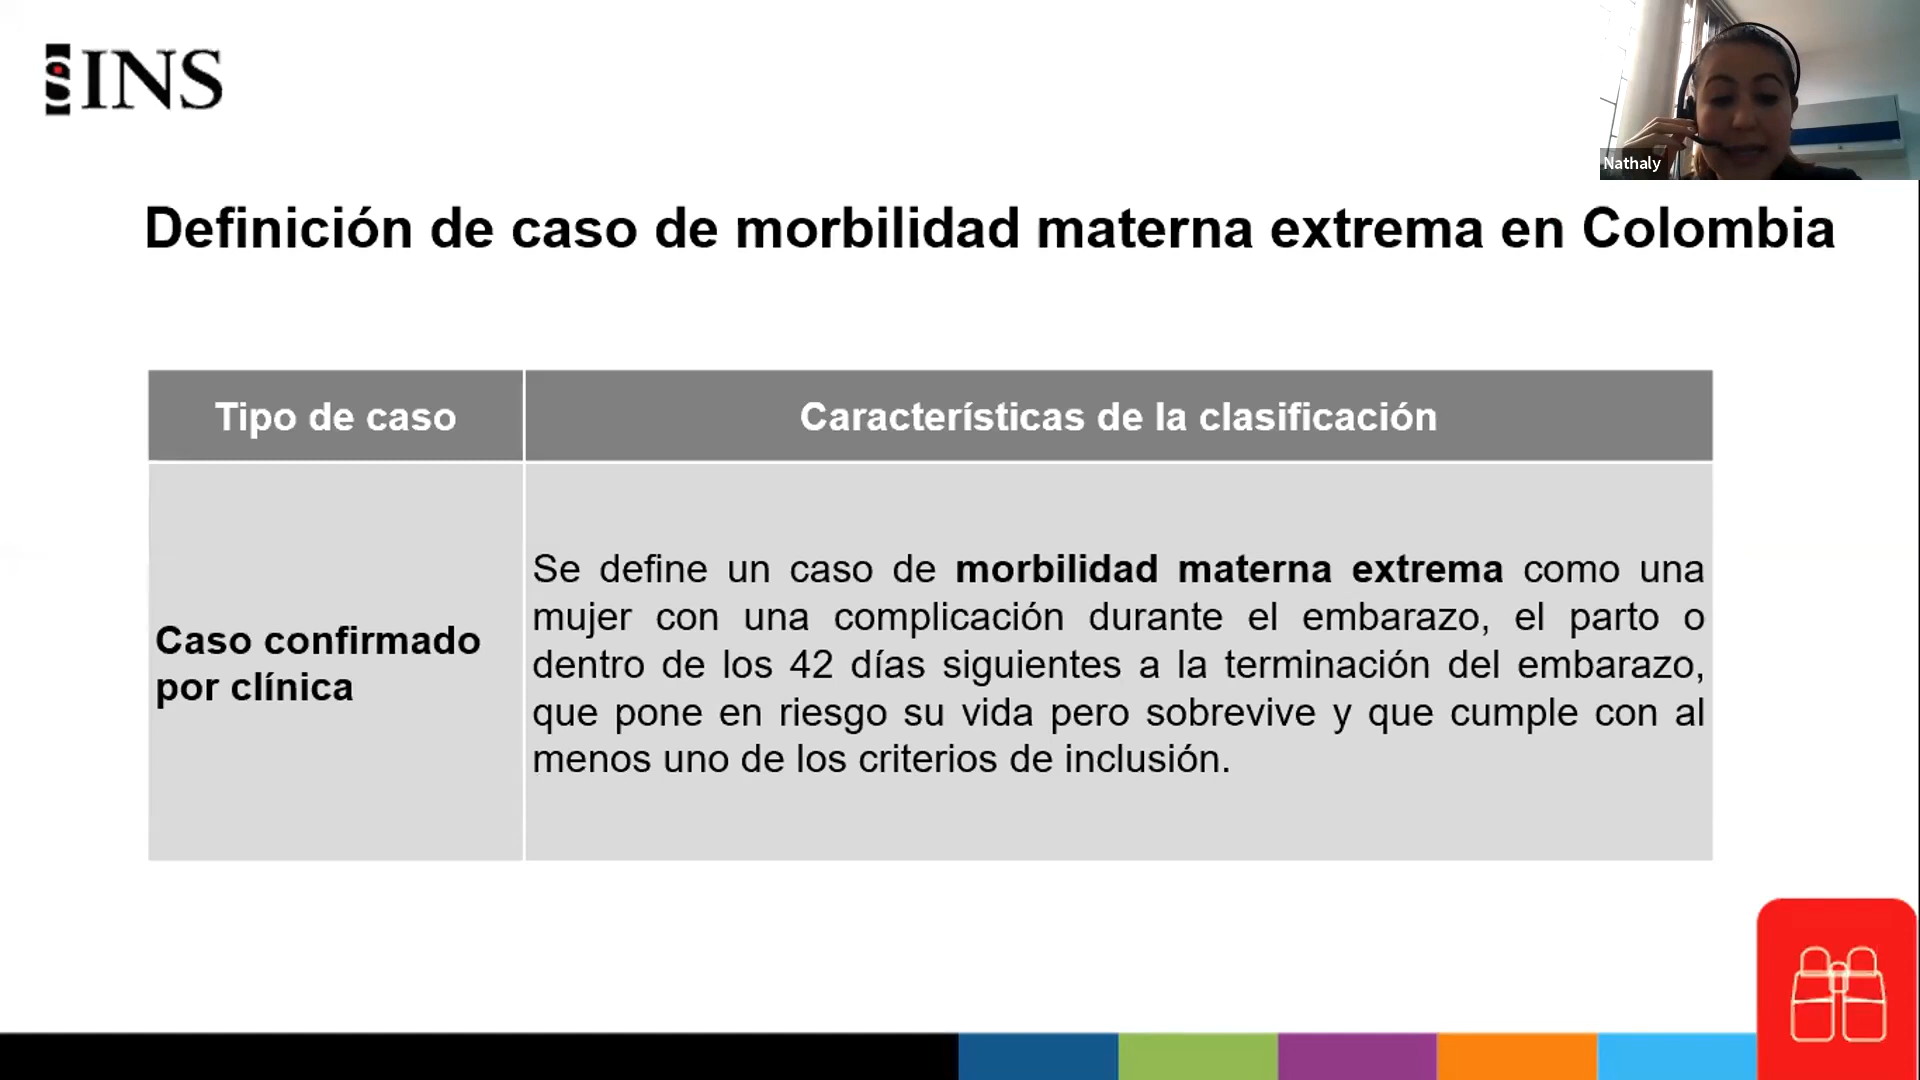 INS
Nathaly
Definición de caso de morbilidad materna extrema en Colombia
Tipo de caso
Características de la clasificación
Caso confirmado
por clínica
Se define un caso de morbilidad materna extrema como una
mujer con una complicación durante el embarazo, el parto o
dentro de los 42 días siguientes a la terminación del embarazo,
que pone en riesgo su vida pero sobrevive y que cumple con al
menos uno de los criterios de inclusión.